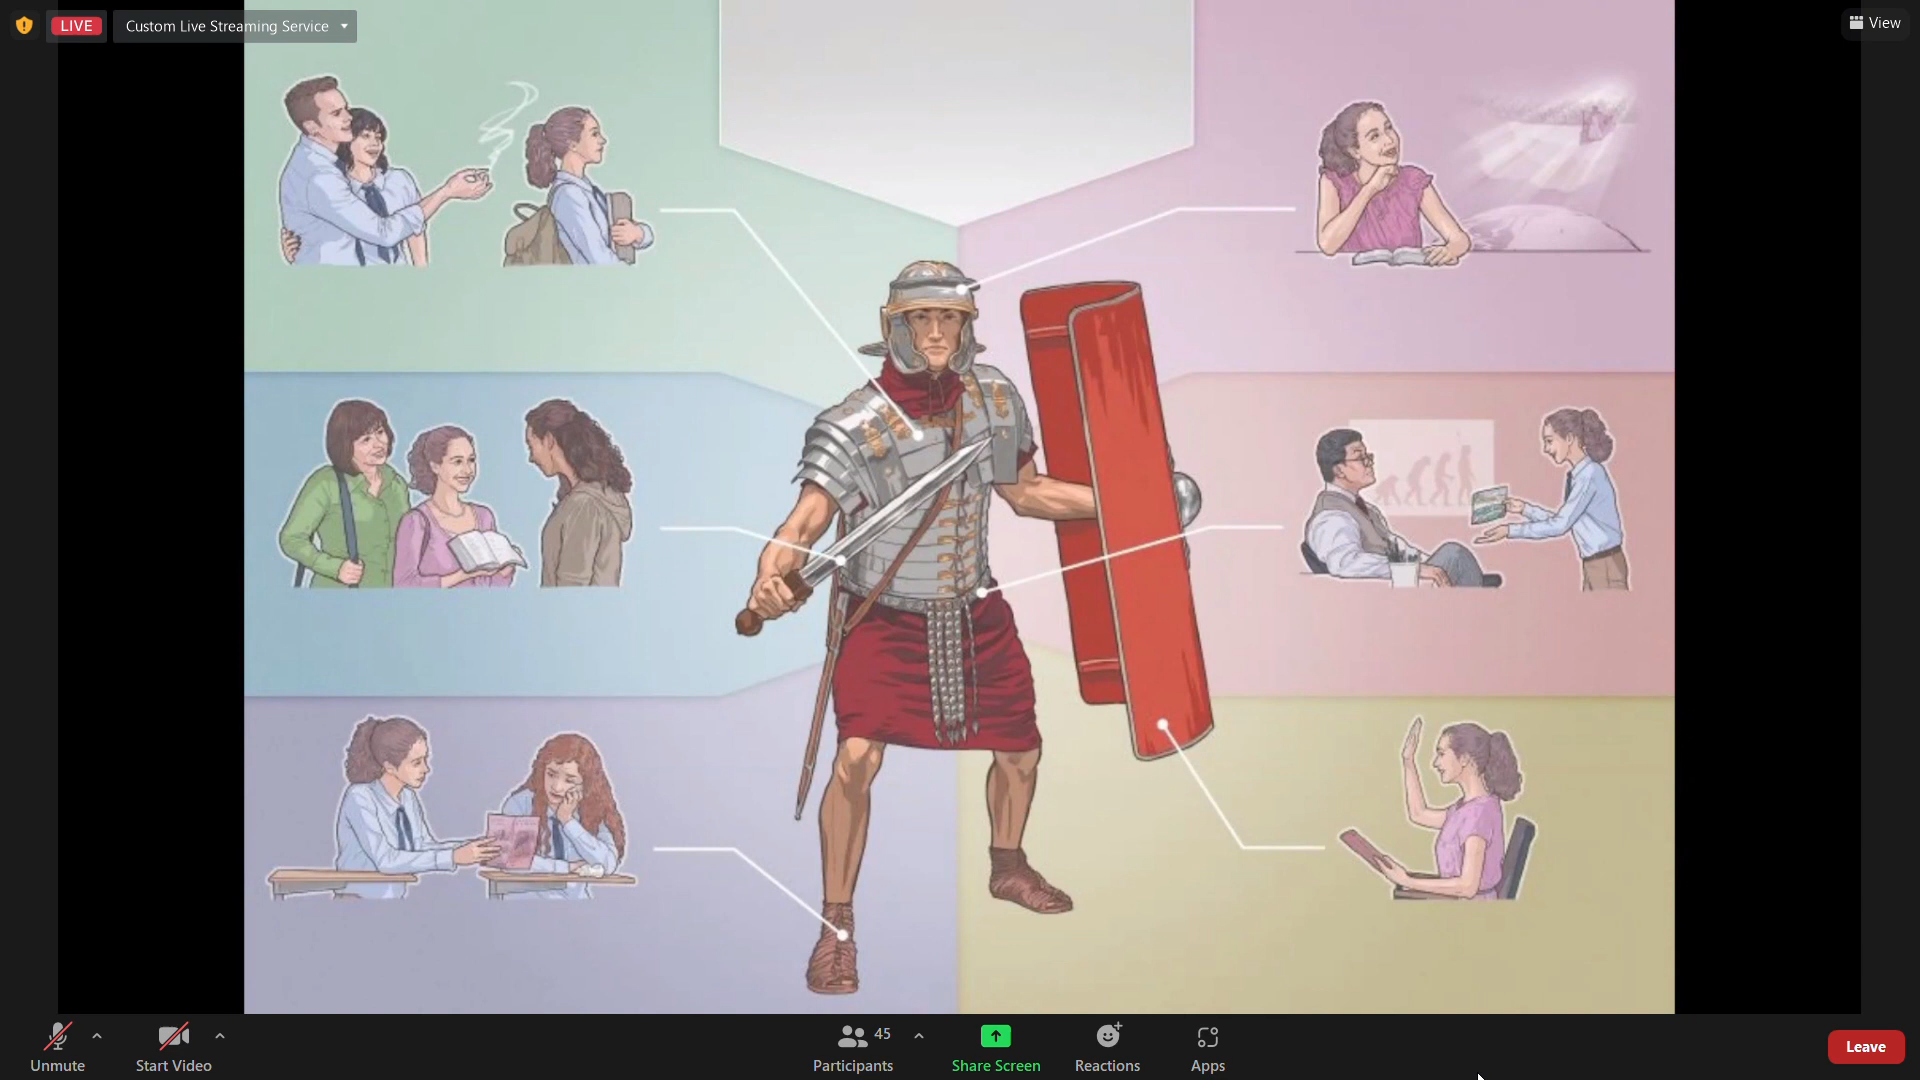 LIVE
Custom Live Streaming Service
View
Unmute
Start Video
45
Participants
Share Screen
Reactions
Apps
Leave